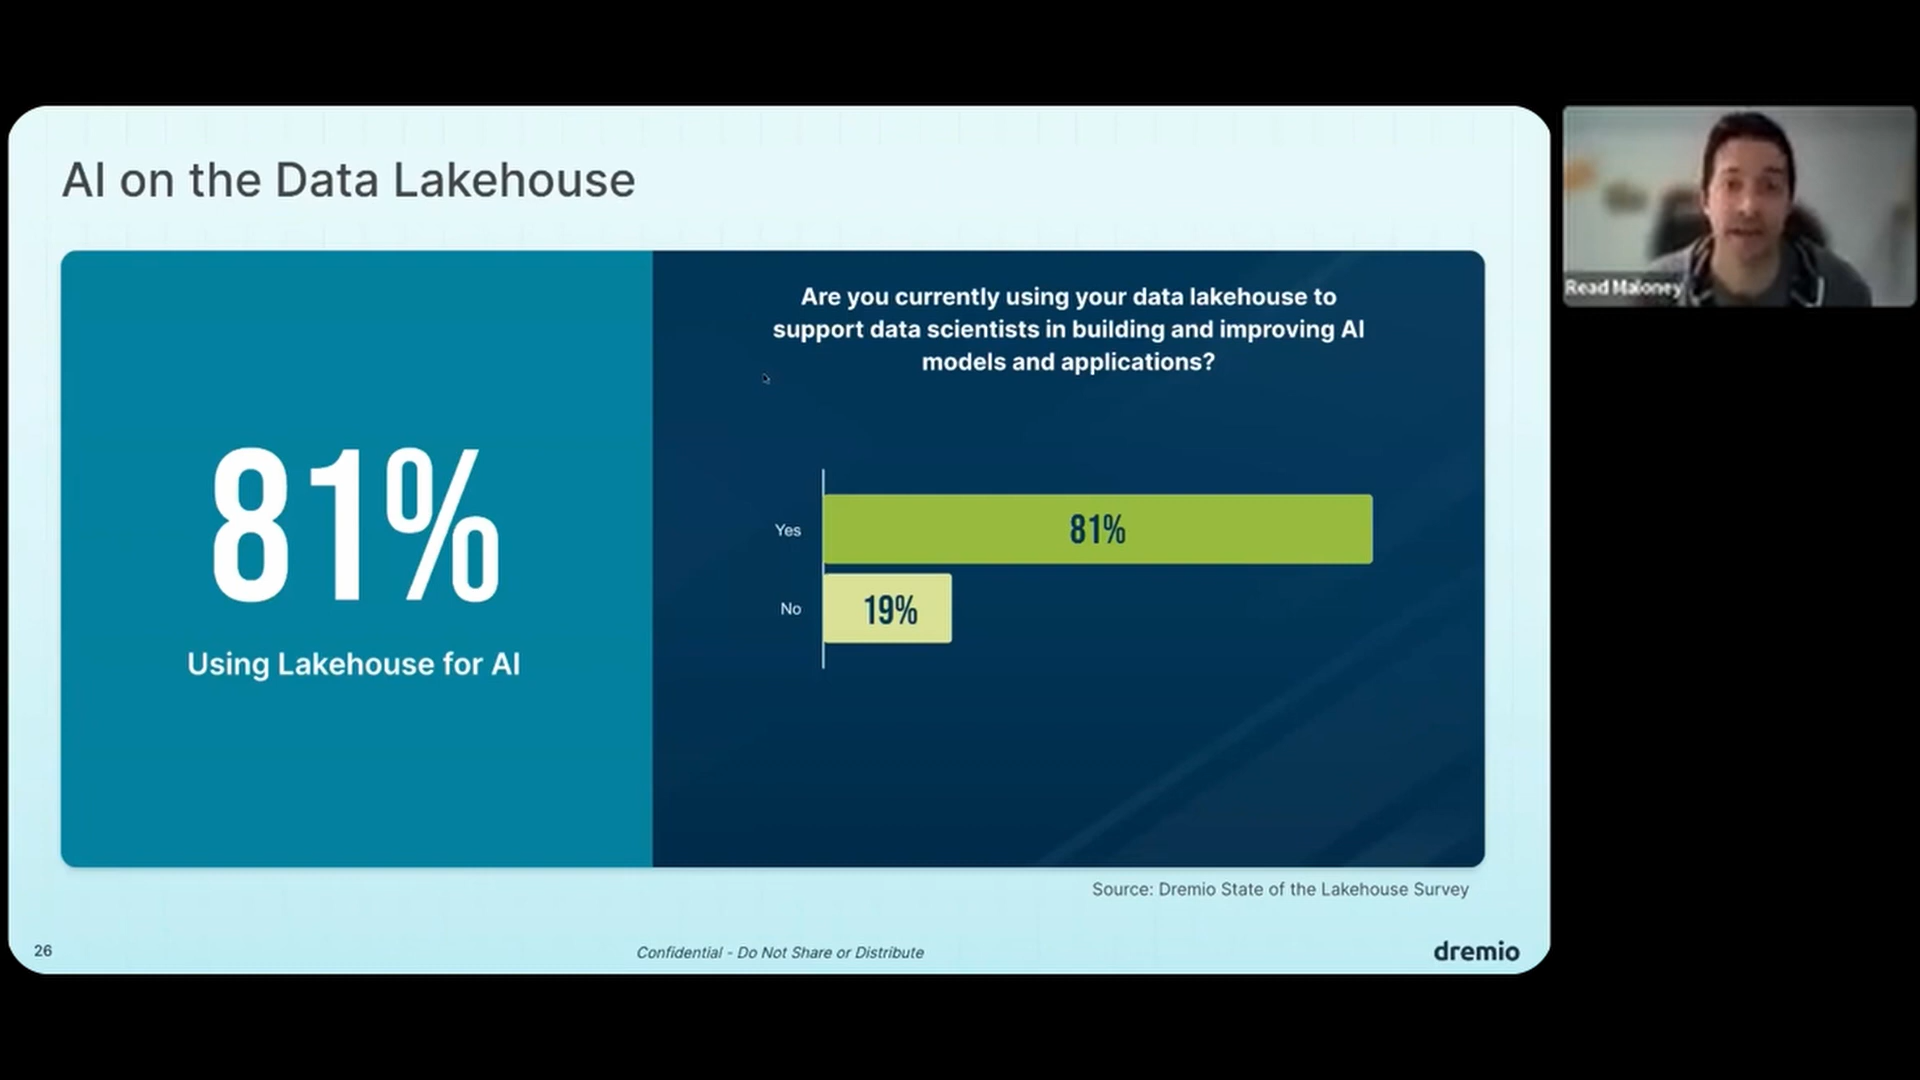 AI on the Data Lakehouse
81%
Using Lakehouse for AI
Are you currently using your data lakehouse to
support data scientists in building and improving AI
models and applications?
Yes
81%
No
19%
Source: Dremio State of the Lakehouse Survey
26
Confidential - Do Not Share or Distribute
dremio
Read Maloney